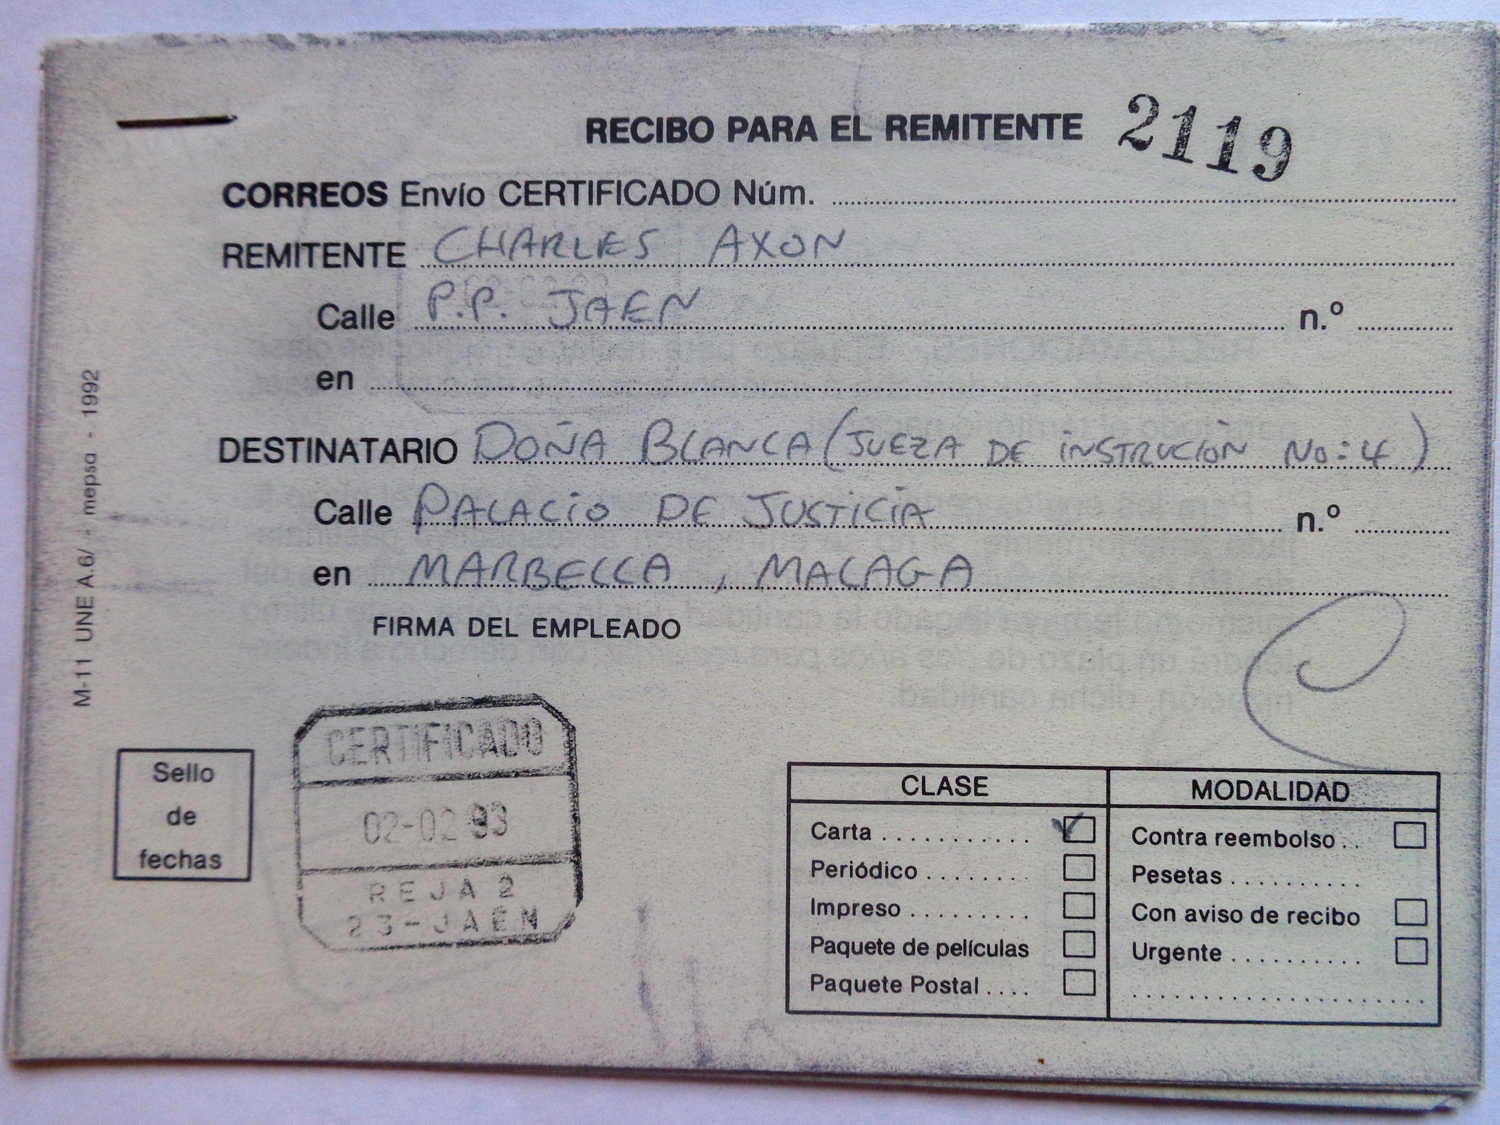 RECIBO PARA EL REMITENTE 2119
CORREOS Envío CERTIFICADO Núm.
REMITENTE CHARLES AXON
Calle P.P. JAEN n.º
en
DESTINATARIO DOÑA BLANCA (JUEZA DE INSTRUCIÓN No: 4)
Calle PALACIO DE JUSTICIA n.º
en MARBELLA, MALAGA
FIRMA DEL EMPLEADO
M-11 UNE A.6/ - mepsa - 1992
Sello
de
fechas
CERTIFICADO
02-02 93
REJA 2
23-JAEN
CLASE
Carta
Periódico
Impreso
Paquete de películas
Paquete Postal
MODALIDAD
Contra reembolso
Pesetas
Con aviso de recibo
Urgente